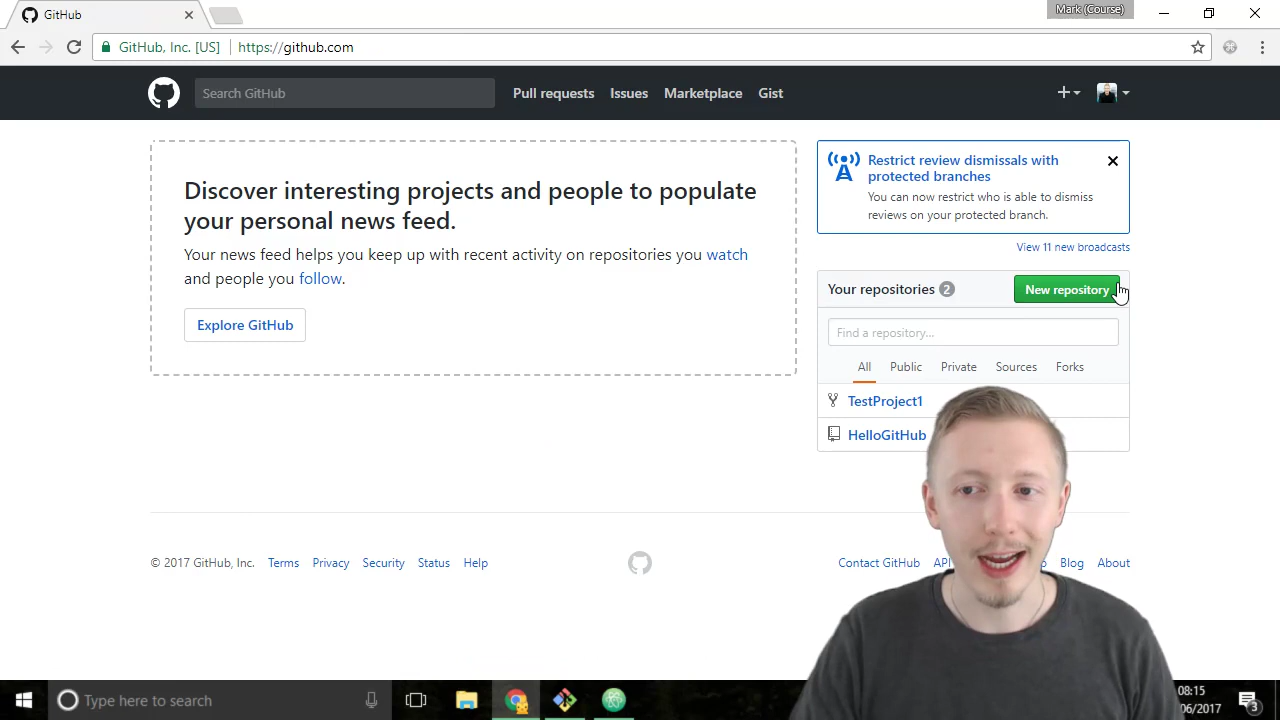 GitHub
Mark (Course)
GitHub, Inc. [US]
https://github.com
Search GitHub
Pull requests
Issues
Marketplace
Gist
Discover interesting projects and people to populate
your personal news feed.
Your news feed helps you keep up with recent activity on repositories you watch
and people you follow.
Explore GitHub
Restrict review dismissals with
protected branches
You can now restrict who is able to dismiss
reviews on your protected branch.
View 11 new broadcasts
Your repositories 2
New repository
Find a repository...
All
Public
Private
Sources
Forks
TestProject1
HelloGitHub
© 2017 GitHub, Inc.
Terms
Privacy
Security
Status
Help
Contact GitHub
Blog
About
Type here to search
08:15
06/2017
3